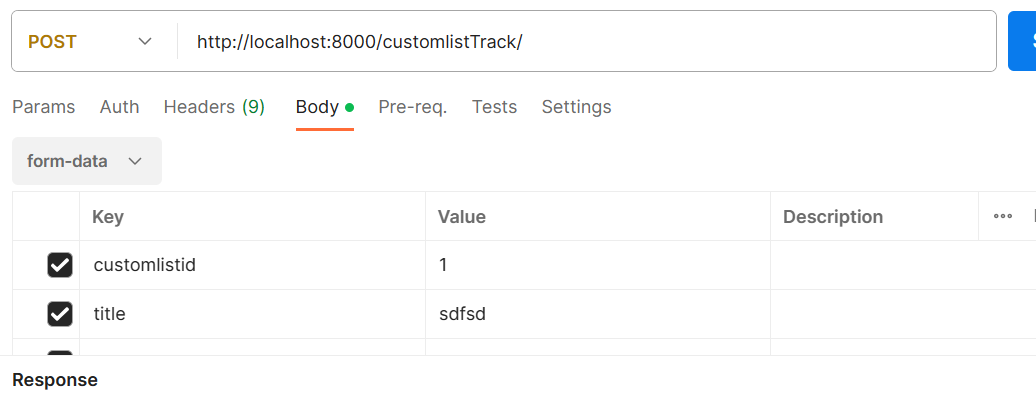 POST http://localhost:8000/customlistTrack/
Params Auth Headers (9) Body Pre-req. Tests Settings
form-data
Key Value Description
customlistid 1
title sdfsd
Response